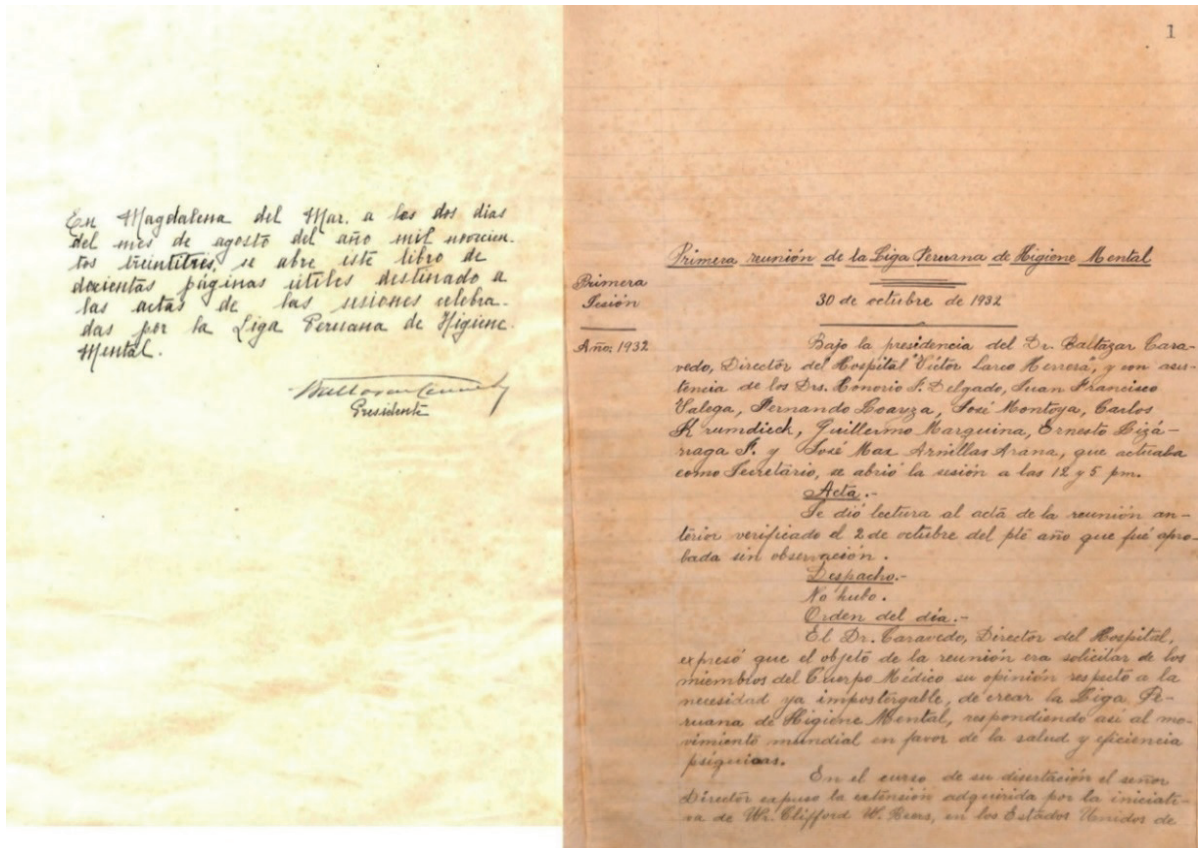 En Magdalena del Mar, a los dos dias
del mes de agosto del año mil novecien-
tos treintitres, se abre este libro de
docientas páginas útiles destinado a
las actas de las sesiones celebra-
das por la Liga Peruana de Higiene
Mental.
Presidente
1
Primera reunión de la Liga Peruana de Higiene Mental
Primera
Sesión
30 de octubre de 1932
Año, 1932
Bajo la presidencia del Dr. Baltazar Cara-
vedo, Director del Hospital "Víctor Larco Herrera", y con asis-
tencia de los Drs. Honorio F. Delgado, Juan Francisco
Valega, Fernando Loayza, José Montoya, Carlos
Krumdieck, Guillermo Marquina, Ernesto Lizá-
rraga F. y José Max Arnillas Arana, que actuaba
como Secretario, se abrió la sesión a las 12 y 5 pm.
Acta.-
Se dió lectura al acta de la reunión an-
terior verificado el 2 de octubre del pte año que fué apro-
bada sin observación.
Despacho.-
No hubo.
Orden del día.-
El Dr. Caravedo, Director del Hospital,
expresó que el objeto de la reunión era solicitar de los
miembros del Cuerpo Médico su opinión respeto a la
necesidad ya impostergable, de crear la Liga Pe-
ruana de Higiene Mental, respondiendo así al mo-
vimiento mundial en favor de la salud y eficiencia
psíquicas.
En el curso de su disertación el señor
Director expuso la extensión adquirida por la iniciati-
va de Mr. Clifford W. Beers, en los Estados Unidos de